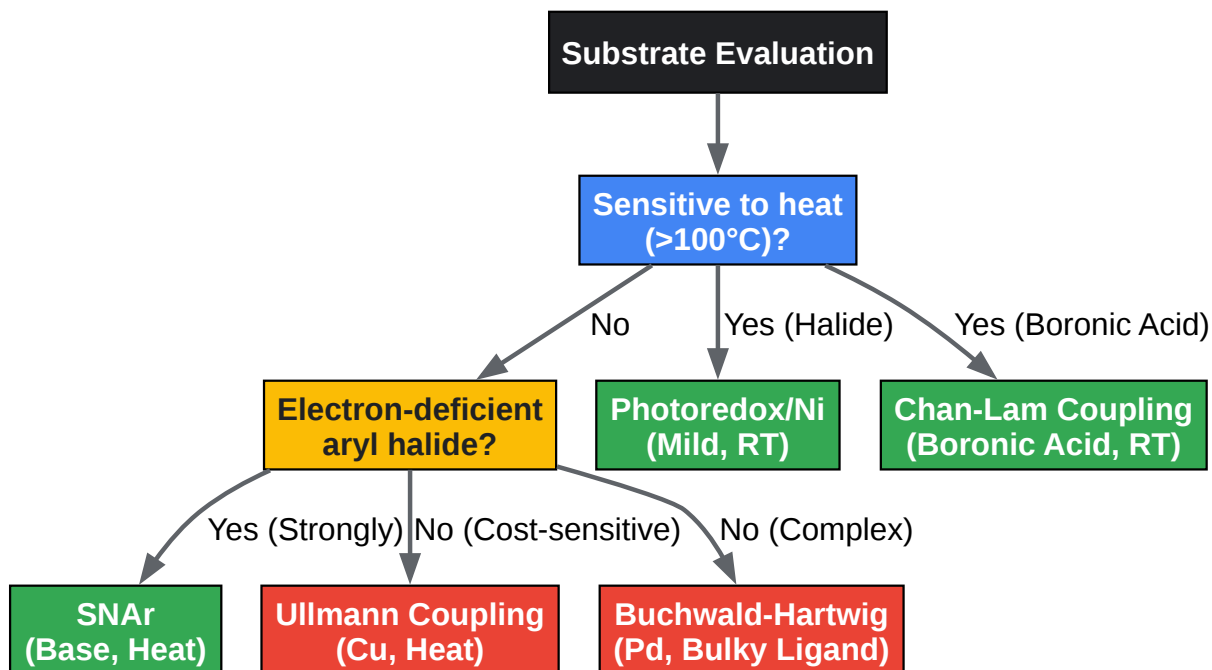 Substrate Evaluation
Sensitive to heat
(>100°C)?
No
Yes (Halide)
Yes (Boronic Acid)
Electron-deficient
aryl halide?
Photoredox/Ni
(Mild, RT)
Chan-Lam Coupling
(Boronic Acid, RT)
Yes (Strongly)
No (Cost-sensitive)
No (Complex)
SNAr
(Base, Heat)
Ullmann Coupling
(Cu, Heat)
Buchwald-Hartwig
(Pd, Bulky Ligand)